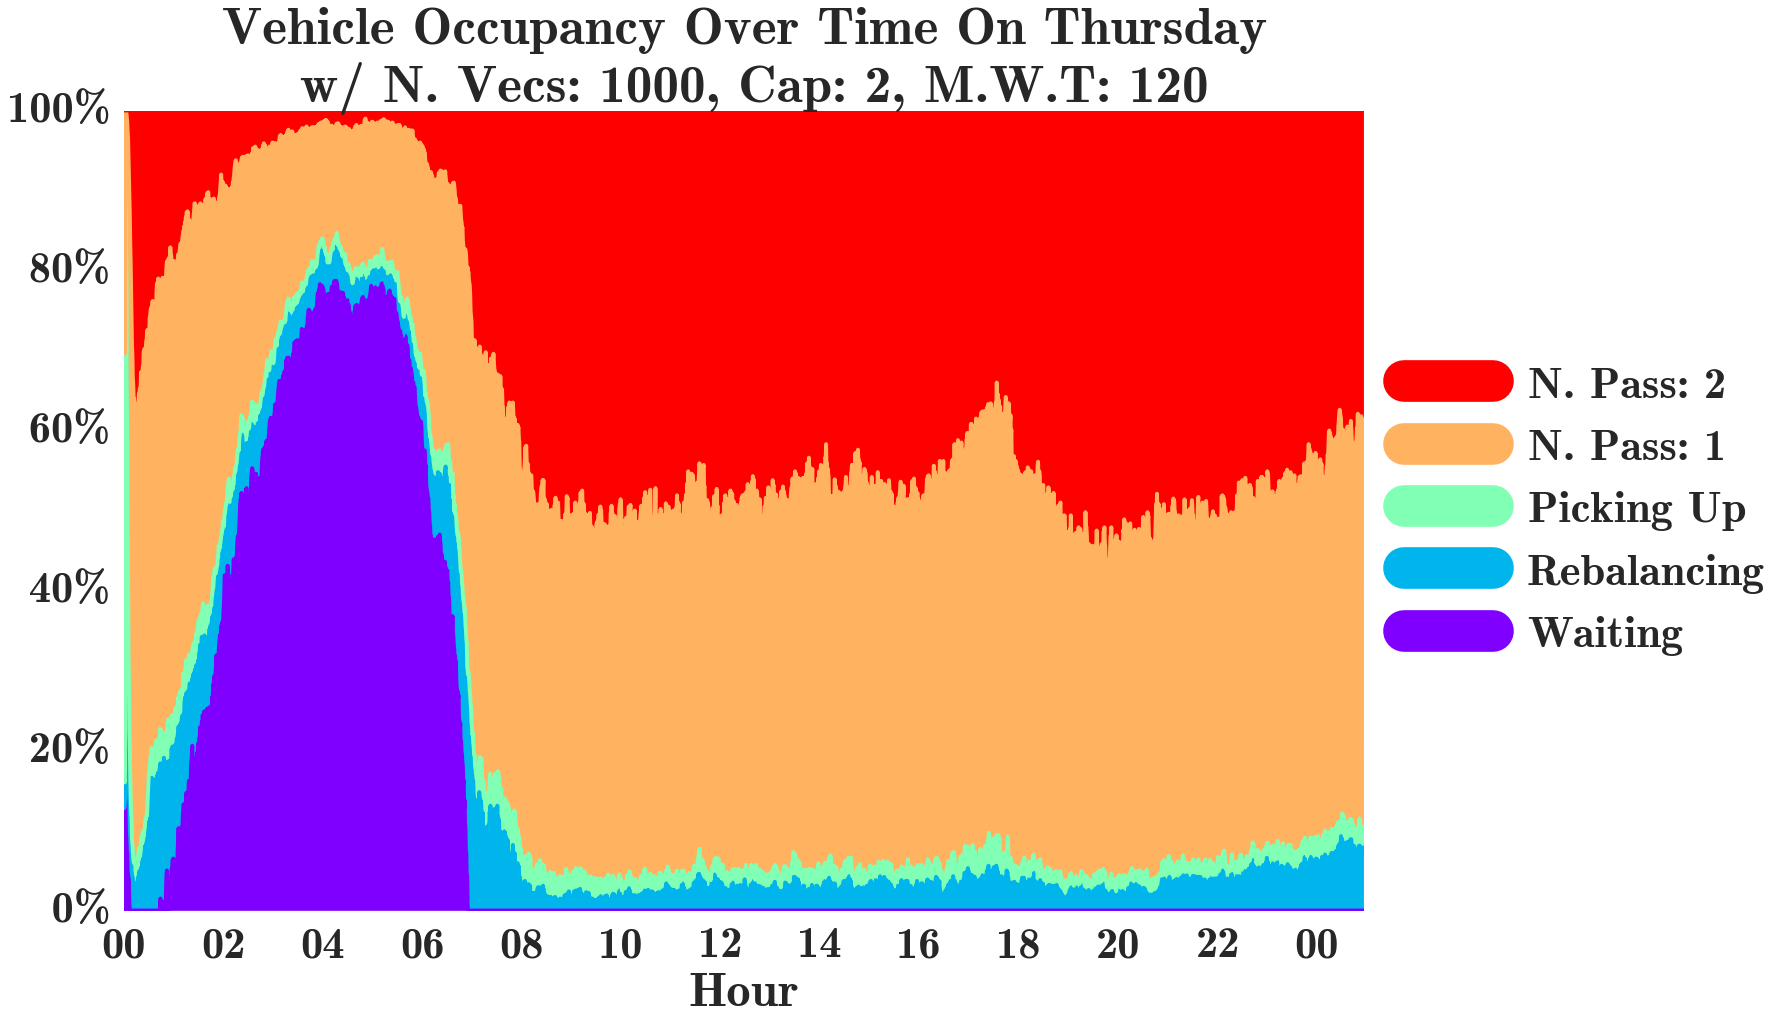 Vehicle Occupancy Over Time On Thursday
w/ N. Vecs: 1000, Cap: 2, M.W.T: 120
100%
80%
60%
40%
20%
0%
00 02 04 06 08 10 12 14 16 18 20 22 00
Hour
N. Pass: 2
N. Pass: 1
Picking Up
Rebalancing
Waiting